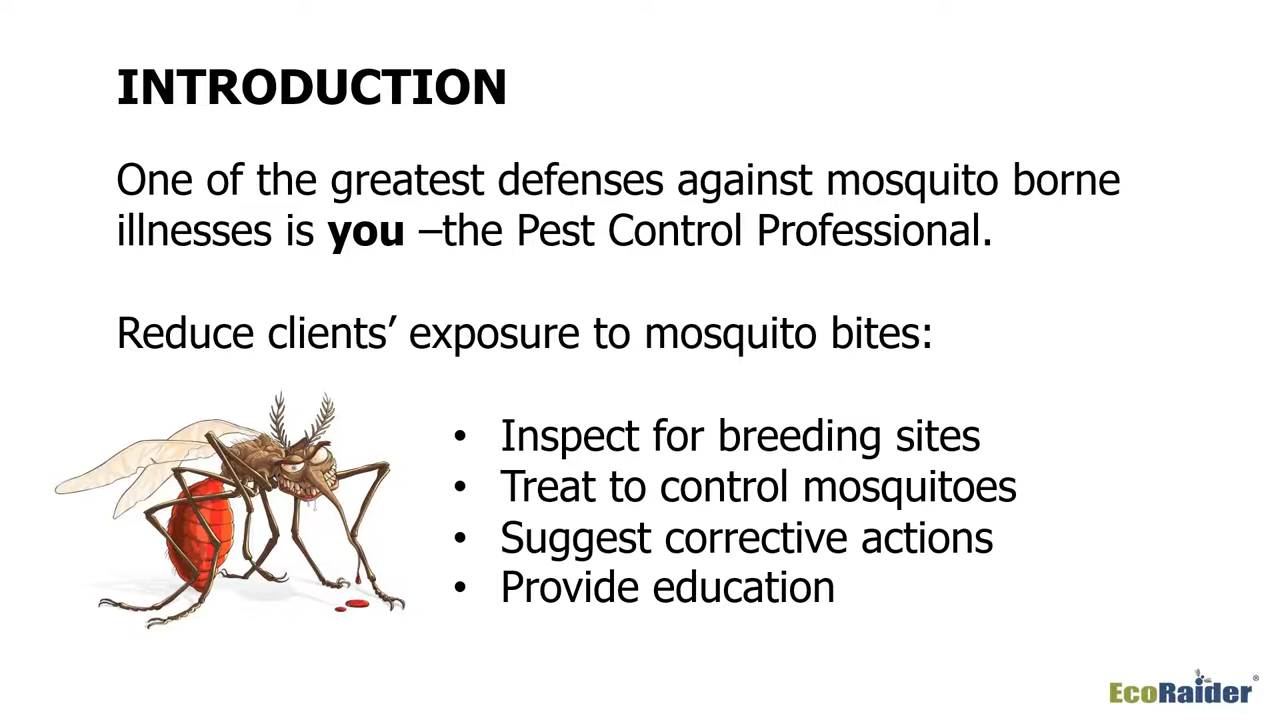 INTRODUCTION
One of the greatest defenses against mosquito borne
illnesses is you –the Pest Control Professional.
Reduce clients’ exposure to mosquito bites:
• Inspect for breeding sites
• Treat to control mosquitoes
• Suggest corrective actions
• Provide education
EcoRaider®